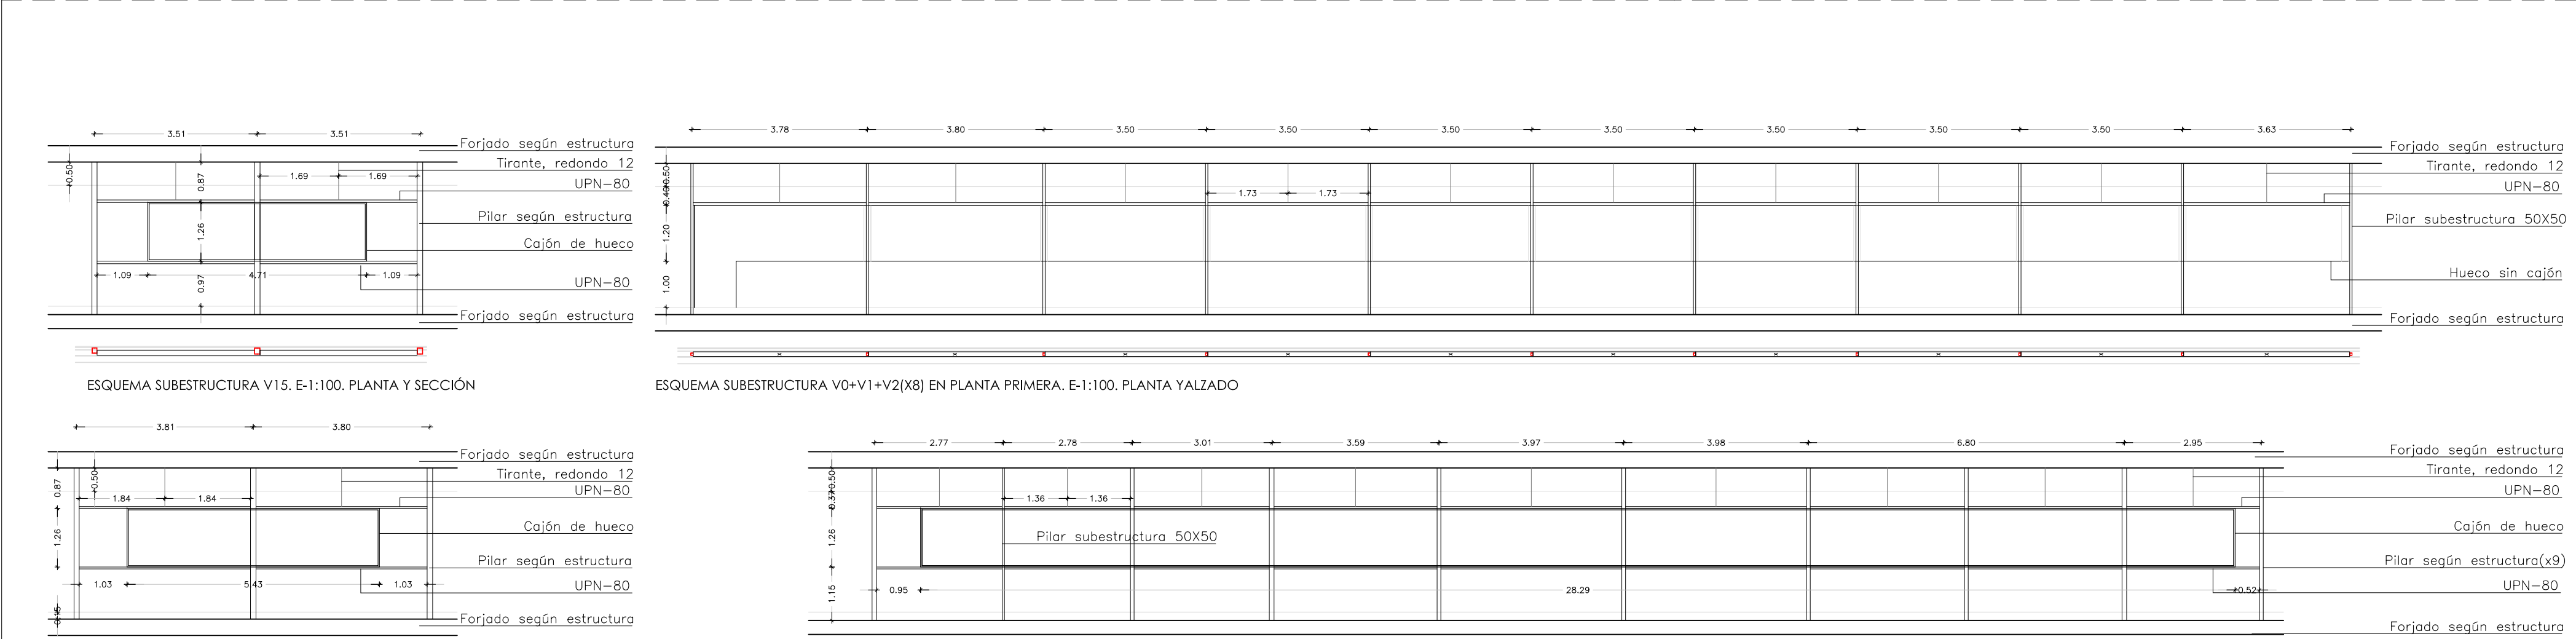 3.51 3.51
Forjado según estructura
Tirante, redondo 12
UPN-80
Pilar según estructura
Cajón de hueco
UPN-80
Forjado según estructura
0.50
0.87
1.69 1.69
1.26
1.09 4.71 1.09
0.97
ESQUEMA SUBESTRUCTURA V15. E-1:100. PLANTA Y SECCIÓN
3.78 3.80 3.50 3.50 3.50 3.50 3.50 3.50 3.50 3.63
Forjado según estructura
Tirante, redondo 12
UPN-80
Pilar subestructura 50X50
Hueco sin cajón
Forjado según estructura
0.50
0.40
1.73 1.73
1.20
1.00
ESQUEMA SUBESTRUCTURA V0+V1+V2(X8) EN PLANTA PRIMERA. E-1:100. PLANTA YALZADO
3.81 3.80
Forjado según estructura
Tirante, redondo 12
UPN-80
Cajón de hueco
Pilar según estructura
UPN-80
Forjado según estructura
0.87
0.50
1.84 1.84
1.26
1.03 5.43 1.03
2.77 2.78 3.01 3.59 3.97 3.98 6.80 2.95
Forjado según estructura
Tirante, redondo 12
UPN-80
Cajón de hueco
Pilar según estructura(x9)
UPN-80
Forjado según estructura
0.50
0.37
1.36 1.36
Pilar subestructura 50X50
1.26
1.15
0.95 28.29 0.52